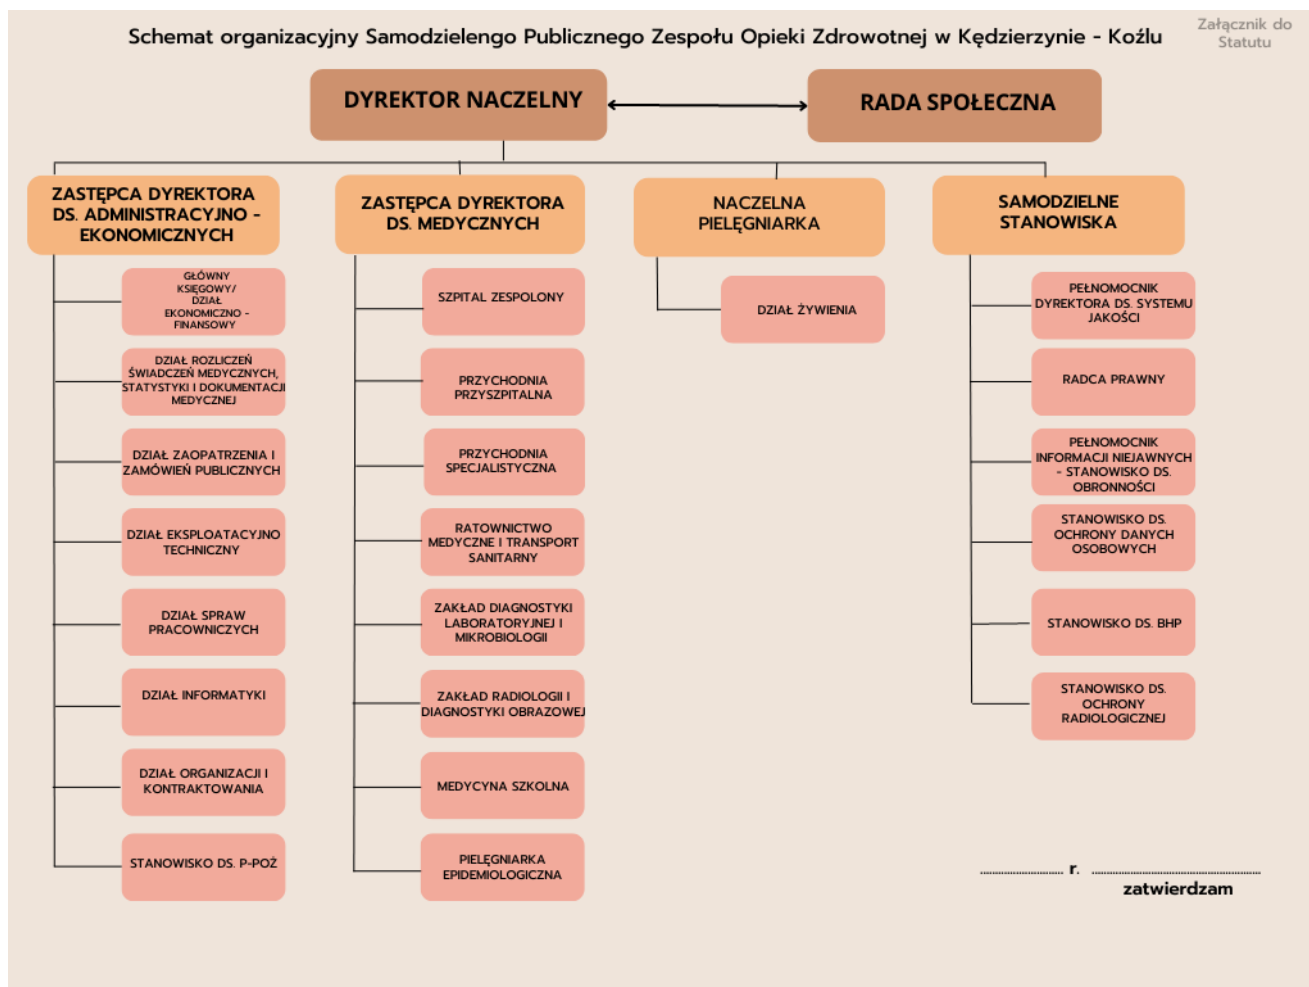 Załącznik do
Statutu
Schemat organizacyjny Samodzielengo Publicznego Zespołu Opieki Zdrowotnej w Kędzierzynie - Koźlu
DYREKTOR NACZELNY
RADA SPOŁECZNA
ZASTĘPCA DYREKTORA
DS. ADMINISTRACYJNO -
EKONOMICZNYCH
GŁÓWNY
KSIĘGOWY/
DZIAŁ
EKONOMICZNO -
FINANSOWY
DZIAŁ ROZLICZEŃ
ŚWIADCZEŃ MEDYCZNYCH,
STATYSTYKI I DOKUMENTACJI
MEDYCZNEJ
DZIAŁ ZAOPATRZENIA I
ZAMÓWIEŃ PUBLICZNYCH
DZIAŁ EKSPLOATACYJNO
TECHNICZNY
DZIAŁ SPRAW
PRACOWNICZYCH
DZIAŁ INFORMATYKI
DZIAŁ ORGANIZACJI I
KONTRAKTOWANIA
STANOWISKO DS. P-POŻ
ZASTĘPCA DYREKTORA
DS. MEDYCZNYCH
SZPITAL ZESPOLONY
PRZYCHODNIA
PRZYSZPITALNA
PRZYCHODNIA
SPECJALISTYCZNA
RATOWNICTWO
MEDYCZNE I TRANSPORT
SANITARNY
ZAKŁAD DIAGNOSTYKI
LABORATORYJNEJ I
MIKROBIOLOGII
ZAKŁAD RADIOLOGII I
DIAGNOSTYKI OBRAZOWEJ
MEDYCYNA SZKOLNA
PIELĘGNIARKA
EPIDEMIOLOGICZNA
NACZELNA
PIELĘGNIARKA
DZIAŁ ŻYWIENIA
SAMODZIELNE
STANOWISKA
PEŁNOMOCNIK
DYREKTORA DS. SYSTEMU
JAKOŚCI
RADCA PRAWNY
PEŁNOMOCNIK
INFORMACJI NIEJAWNYCH
- STANOWISKO DS.
OBRONNOŚCI
STANOWISKO DS.
OCHRONY DANYCH
OSOBOWYCH
STANOWISKO DS. BHP
STANOWISKO DS.
OCHRONY
RADIOLOGICZNEJ
........................... r. .......................................................
zatwierdzam